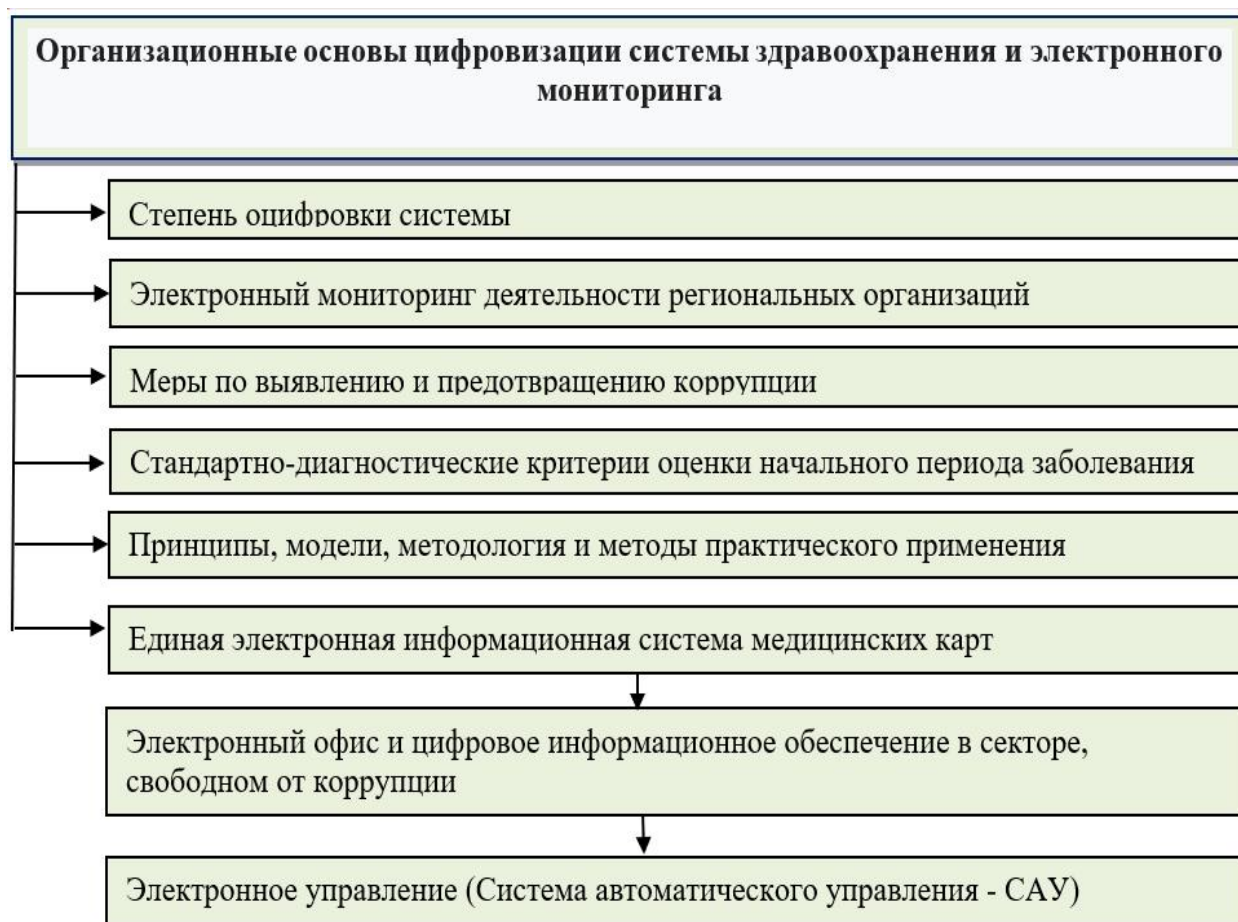 Организационные основы цифровизации системы здравоохранения и электронного
мониторинга
Степень оцифровки системы
Электронный мониторинг деятельности региональных организаций
Меры по выявлению и предотвращению коррупции
Стандартно-диагностические критерии оценки начального периода заболевания
Принципы, модели, методология и методы практического применения
Единая электронная информационная система медицинских карт
Электронный офис и цифровое информационное обеспечение в секторе,
свободном от коррупции
Электронное управление (Система автоматического управления - САУ)